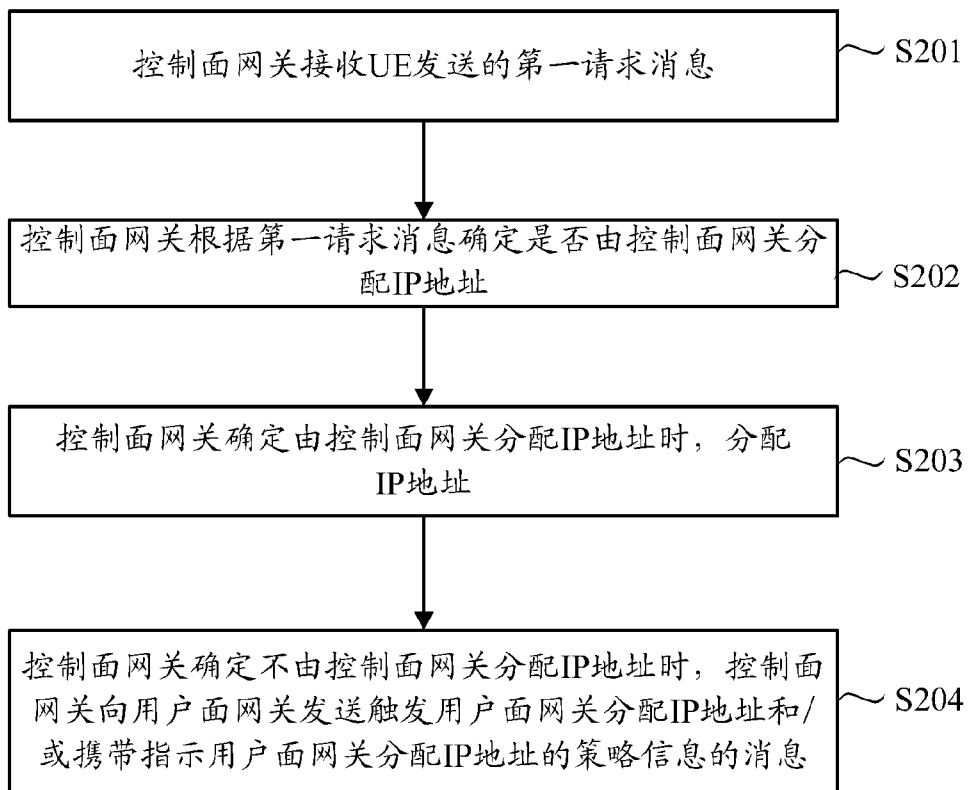 控制面网关接收UE发送的第一请求消息
S201
控制面网关根据第一请求消息确定是否由控制面网关分
配IP地址
S202
控制面网关确定由控制面网关分配IP地址时，分配
IP地址
S203
控制面网关确定不由控制面网关分配IP地址时，控制面
网关向用户面网关发送触发用户面网关分配IP地址和/
或携带指示用户面网关分配IP地址的策略信息的消息
S204